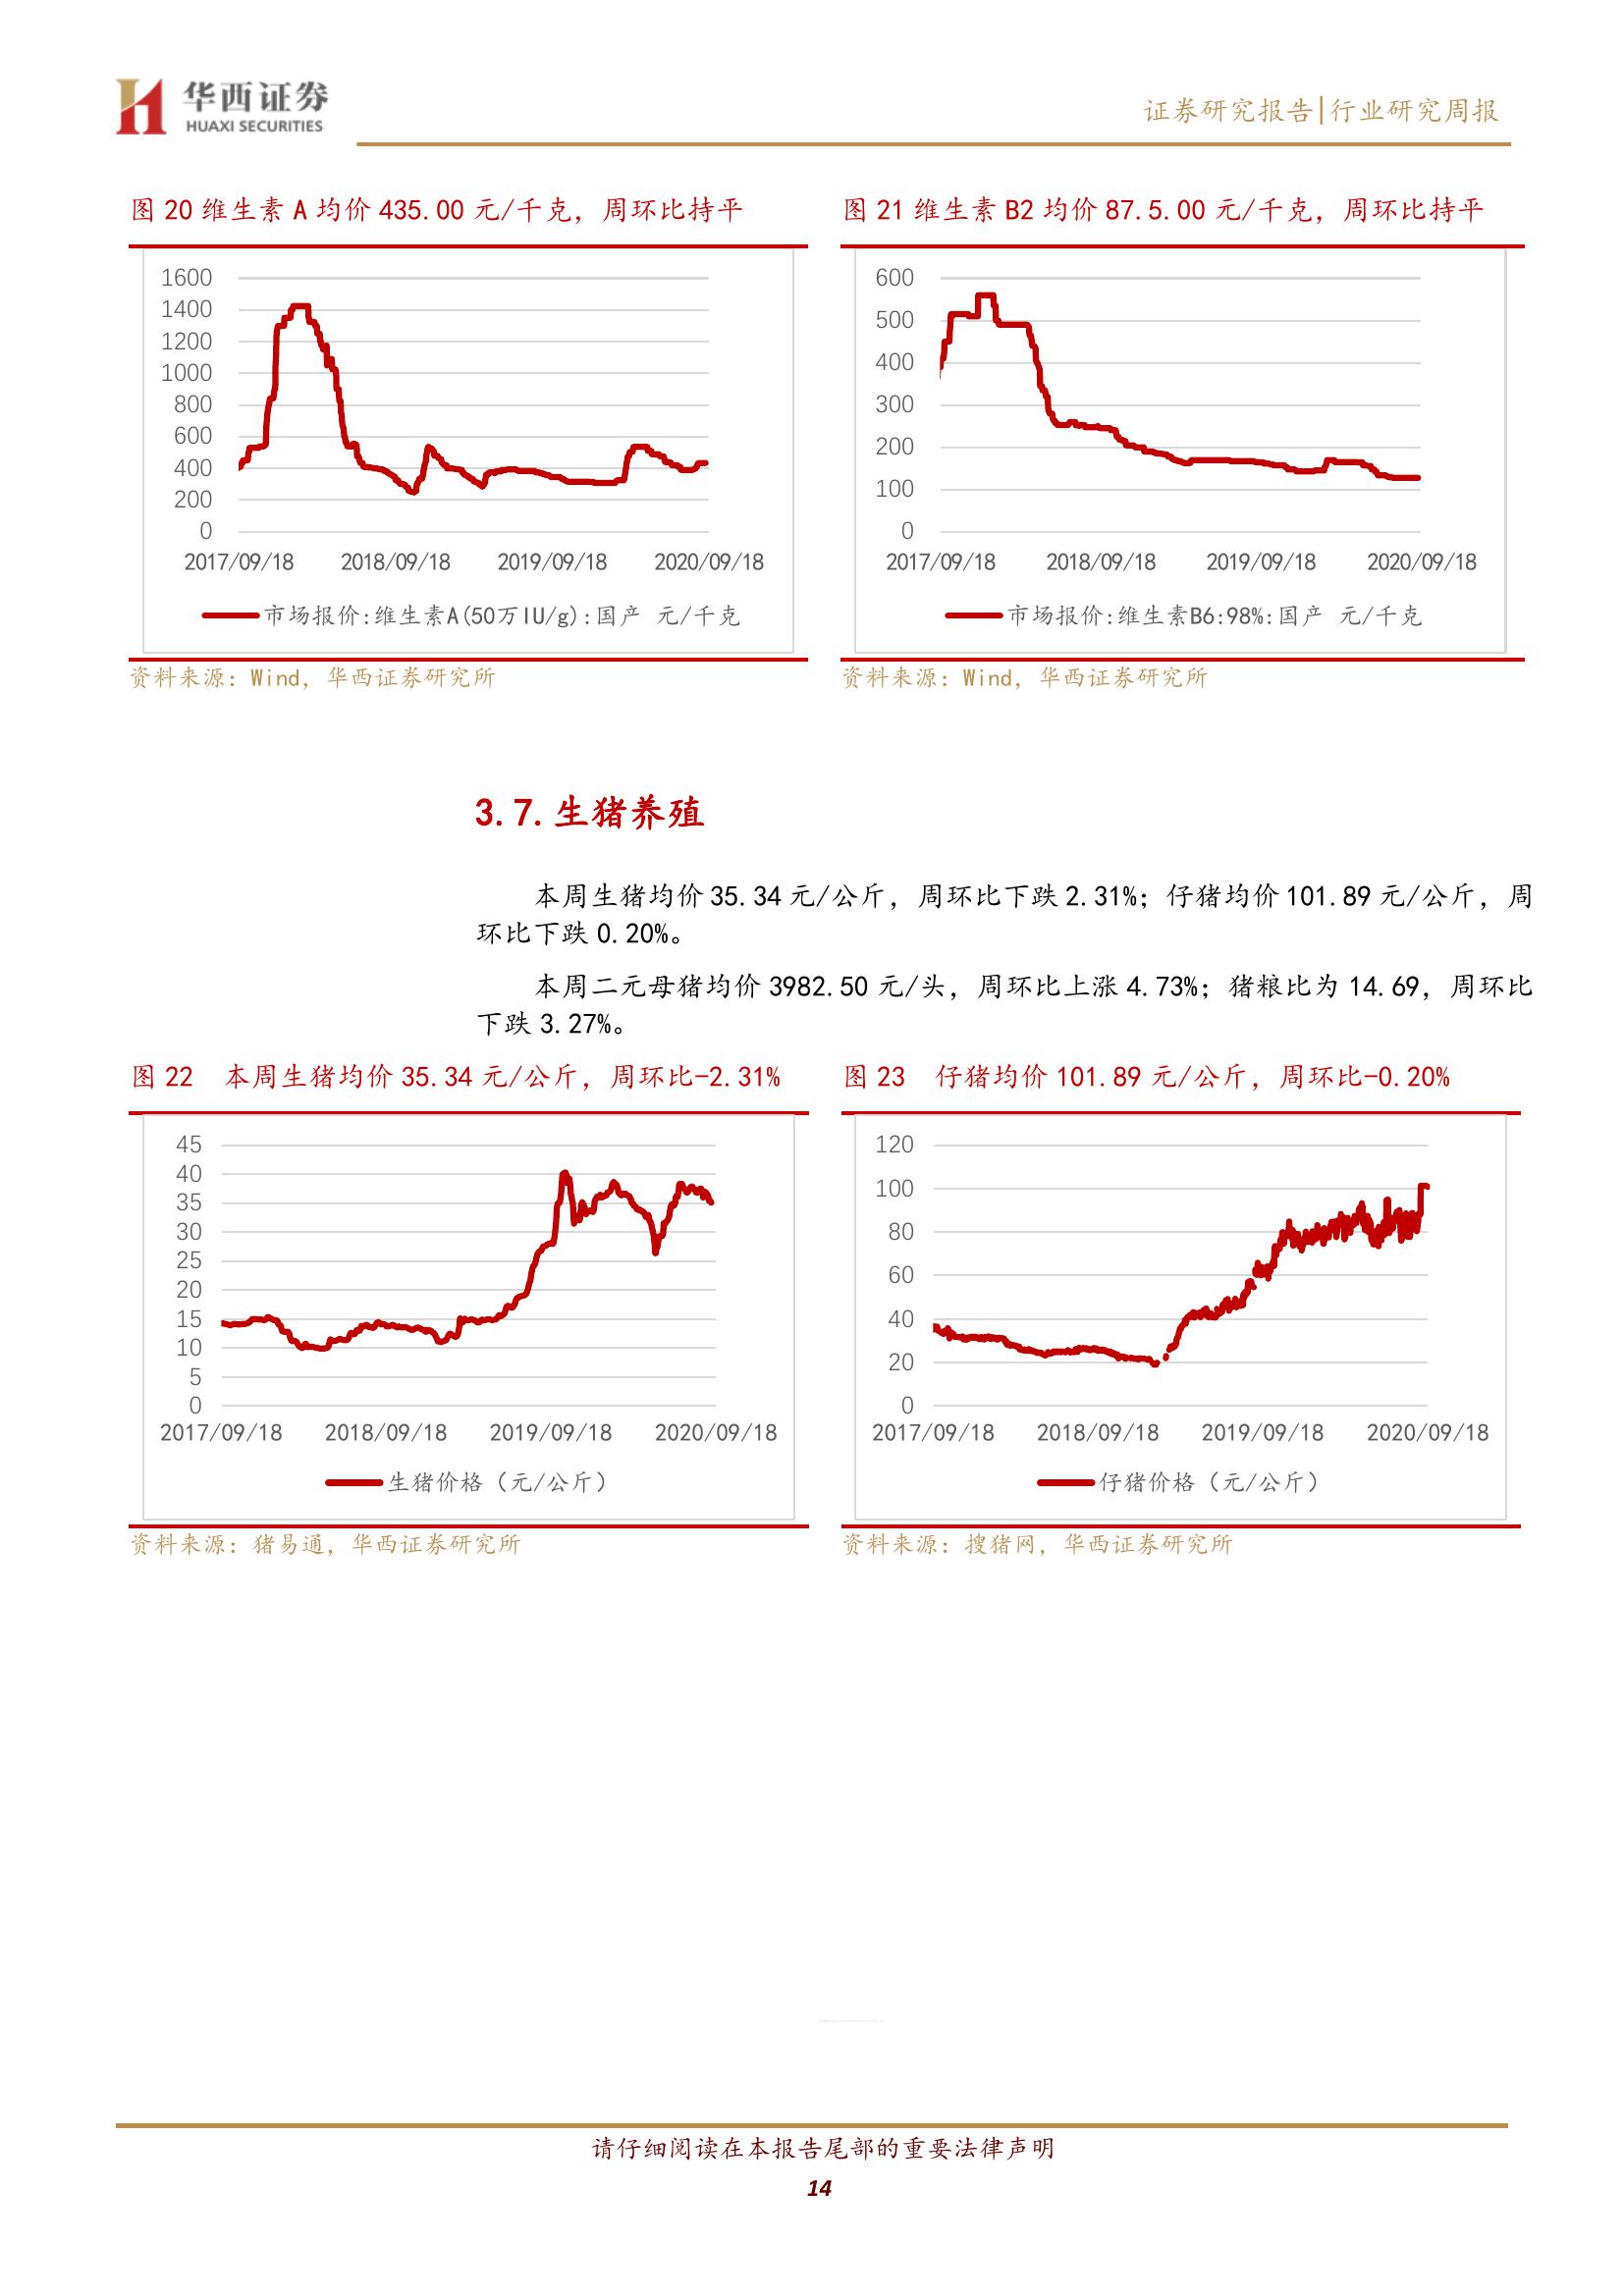 华西证券
HUAXI SECURITIES
证券研究报告|行业研究周报
图 20 维生素 A 均价 435.00 元/千克，周环比持平
1600
1400
1200
1000
800
600
400
200
0
2017/09/18 2018/09/18 2019/09/18 2020/09/18
市场报价:维生素A(50万IU/g):国产 元/千克
资料来源：Wind，华西证券研究所
图 21 维生素 B2 均价 87.5.00 元/千克，周环比持平
600
500
400
300
200
100
0
2017/09/18 2018/09/18 2019/09/18 2020/09/18
市场报价:维生素B6:98%:国产 元/千克
资料来源：Wind，华西证券研究所
3.7.生猪养殖
本周生猪均价 35.34 元/公斤，周环比下跌 2.31%；仔猪均价 101.89 元/公斤，周
环比下跌 0.20%。
本周二元母猪均价 3982.50 元/头，周环比上涨 4.73%；猪粮比为 14.69，周环比
下跌 3.27%。
图 22 本周生猪均价 35.34 元/公斤，周环比-2.31%
45
40
35
30
25
20
15
10
5
0
2017/09/18 2018/09/18 2019/09/18 2020/09/18
生猪价格（元/公斤）
资料来源：猪易通，华西证券研究所
图 23 仔猪均价 101.89 元/公斤，周环比-0.20%
120
100
80
60
40
20
0
2017/09/18 2018/09/18 2019/09/18 2020/09/18
仔猪价格（元/公斤）
资料来源：搜猪网，华西证券研究所
请仔细阅读在本报告尾部的重要法律声明
14